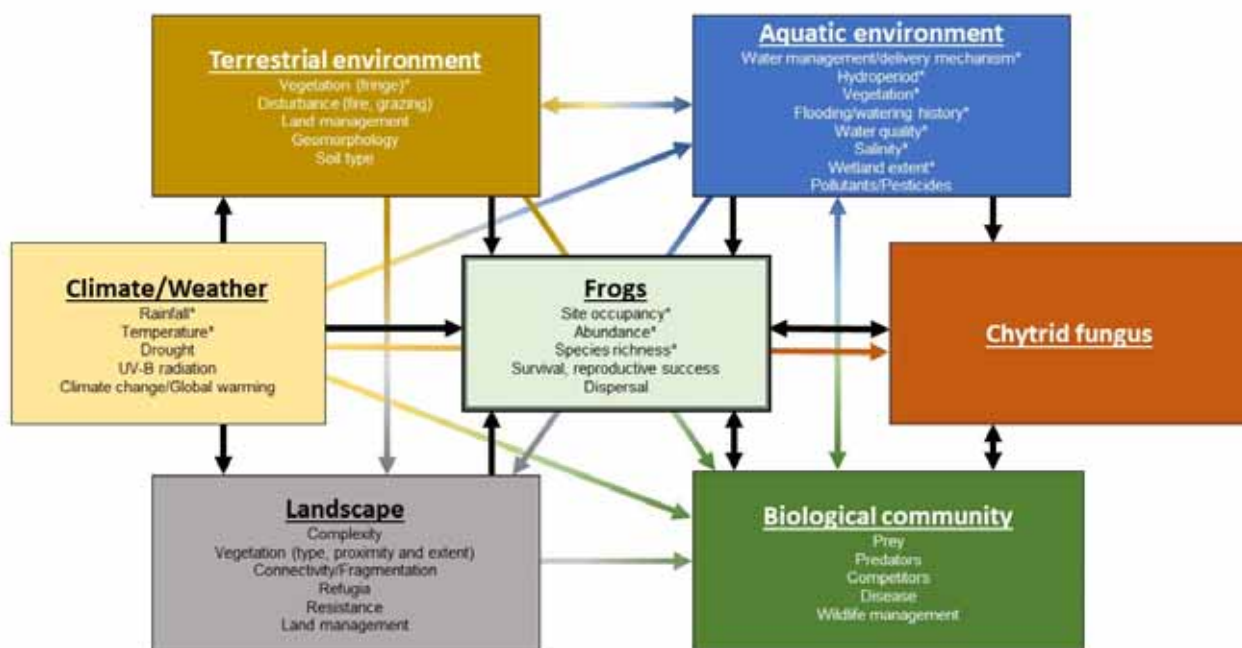 Terrestrial environment
Vegetation (fringe)*
Disturbance (fire, grazing)
Land management
Geomorphology
Soil type
Aquatic environment
Water management/delivery mechanism*
Hydroperiod*
Vegetation*
Flooding/watering history*
Water quality*
Salinity*
Wetland extent*
Pollutants/Pesticides
Climate/Weather
Rainfall*
Temperature*
Drought
UV-B radiation
Climate change/Global warming
Frogs
Site occupancy*
Abundance*
Species richness*
Survival, reproductive success
Dispersal
Chytrid fungus
Landscape
Complexity
Vegetation (type, proximity and extent)
Connectivity/Fragmentation
Refugia
Resistance
Land management
Biological community
Prey
Predators
Competitors
Disease
Wildlife management